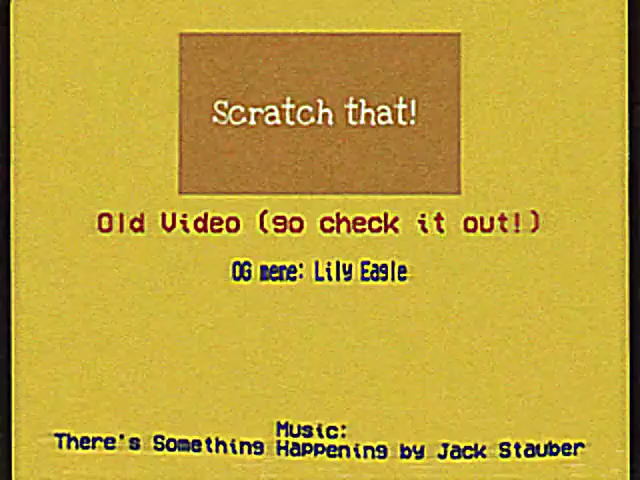 Scratch that!
Old Video (go check it out!)
OG meme: Lily Eagle
Music:
There's Something Happening by Jack Stauber